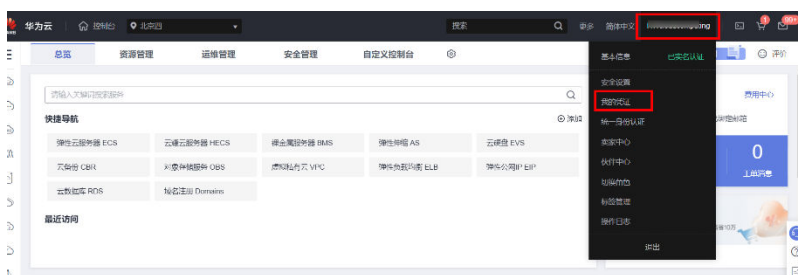 华为云 控制台 北京四 搜索 更多 简体中文
99+
总览 资源管理 运维管理 安全管理 自定义控制台 评价
基本信息 已实名认证
请输入关键词搜索服务
安全设置
费用中心
我的凭证
快捷导航 添加
统一身份认证
弹性云服务器 ECS 云耀云服务器 HECS 裸金属服务器 BMS 弹性伸缩 AS 云硬盘 EVS
卖家中心
0
伙伴中心
云备份 CBR 对象存储服务 OBS 虚拟私有云 VPC 弹性负载均衡 ELB 弹性公网IP EIP
切换角色
云数据库 RDS 域名注册 Domains
标签管理
最近访问
操作日志
退出